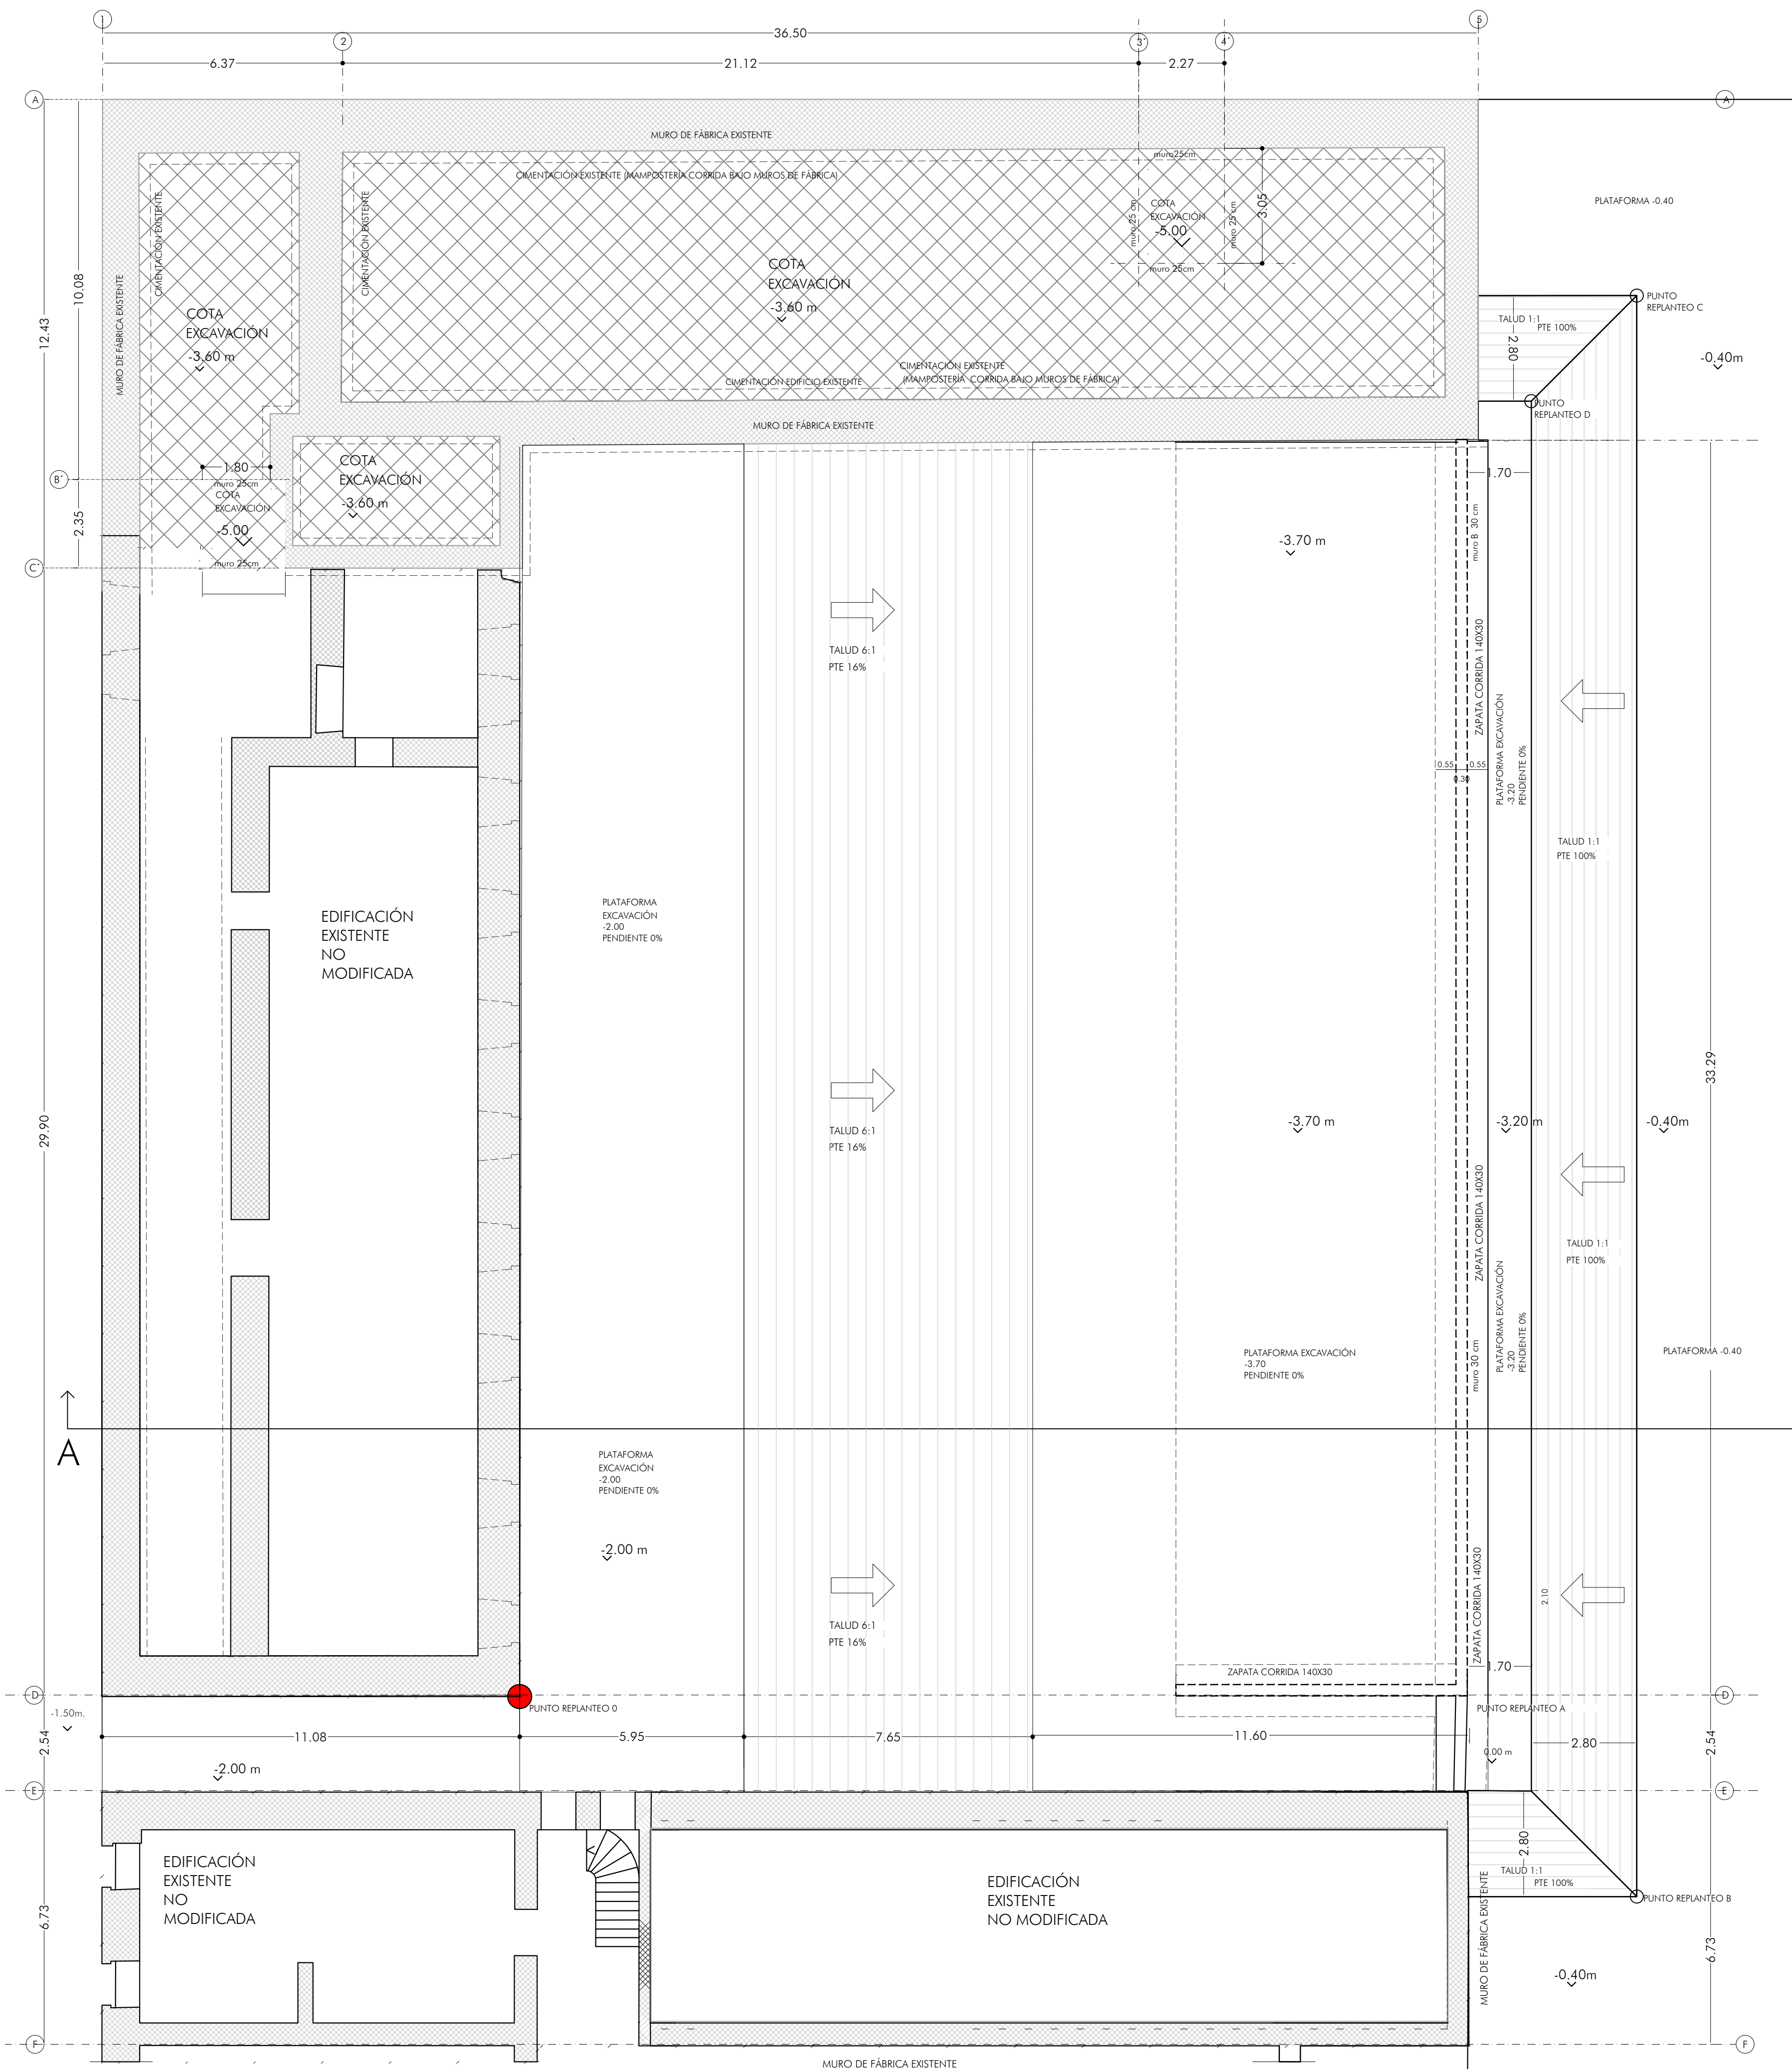 1
36.50
5
2
3´
4´
6.37
21.12
2.27
A
A
MURO DE FÁBRICA EXISTENTE
muro25cm
CIMENTACIÓN EXISTENTE (MAMPOSTERÍA CORRIDA BAJO MUROS DE FÁBRICA)
CIMENTACIÓN EXISTENTE
CIMENTACIÓN EXISTENTE
PLATAFORMA -0.40
COTA
EXCAVACIÓN
-5.00
muro 25 cm
muro 25 cm
3.05
muro 25cm
10.08
12.43
MURO DE FÁBRICA EXISTENTE
COTA
EXCAVACIÓN
-3.60 m
COTA
EXCAVACIÓN
-3.60 m
PUNTO
REPLANTEO C
TALUD 1:1
PTE 100%
2.80
-0.40m
CIMENTACIÓN EXISTENTE
(MAMPOSTERÍA CORRIDA BAJO MUROS DE FÁBRICA)
CIMENTACIÓN EDIFICIO EXISTENTE
PUNTO
REPLANTEO D
MURO DE FÁBRICA EXISTENTE
1.80
B´
muro 25cm
COTA
EXCAVACIÓN
-5.00
muro 25cm
COTA
EXCAVACIÓN
-3.60 m
1.70
2.35
C´
-3.70 m
muro B 30 cm
TALUD 6:1
PTE 16%
ZAPATA CORRIDA 140X30
PLATAFORMA EXCAVACIÓN
-3.20
PENDIENTE 0%
0.55
0.55
0.30
TALUD 1:1
PTE 100%
EDIFICACIÓN
EXISTENTE
NO
MODIFICADA
PLATAFORMA
EXCAVACIÓN
-2.00
PENDIENTE 0%
29.90
33.29
TALUD 6:1
PTE 16%
-3.70 m
-3.20 m
-0.40m
ZAPATA CORRIDA 140X30
TALUD 1:1
PTE 100%
PLATAFORMA EXCAVACIÓN
-3.20
PENDIENTE 0%
PLATAFORMA EXCAVACIÓN
-3.70
PENDIENTE 0%
muro 30 cm
PLATAFORMA -0.40
A
PLATAFORMA
EXCAVACIÓN
-2.00
PENDIENTE 0%
-2.00 m
TALUD 6:1
PTE 16%
ZAPATA CORRIDA 140X30
2.10
ZAPATA CORRIDA 140X30
1.70
D
D
-1.50m.
PUNTO REPLANTEO 0
PUNTO REPLANTEO A
2.54
11.08
5.95
7.65
11.60
2.80
2.54
0.00 m
-2.00 m
E
E
2.80
EDIFICACIÓN
EXISTENTE
NO
MODIFICADA
EDIFICACIÓN
EXISTENTE
NO MODIFICADA
TALUD 1:1
PTE 100%
PUNTO REPLANTEO B
MURO DE FÁBRICA EXISTENTE
6.73
6.73
-0.40m
F
F
MURO DE FÁBRICA EXISTENTE